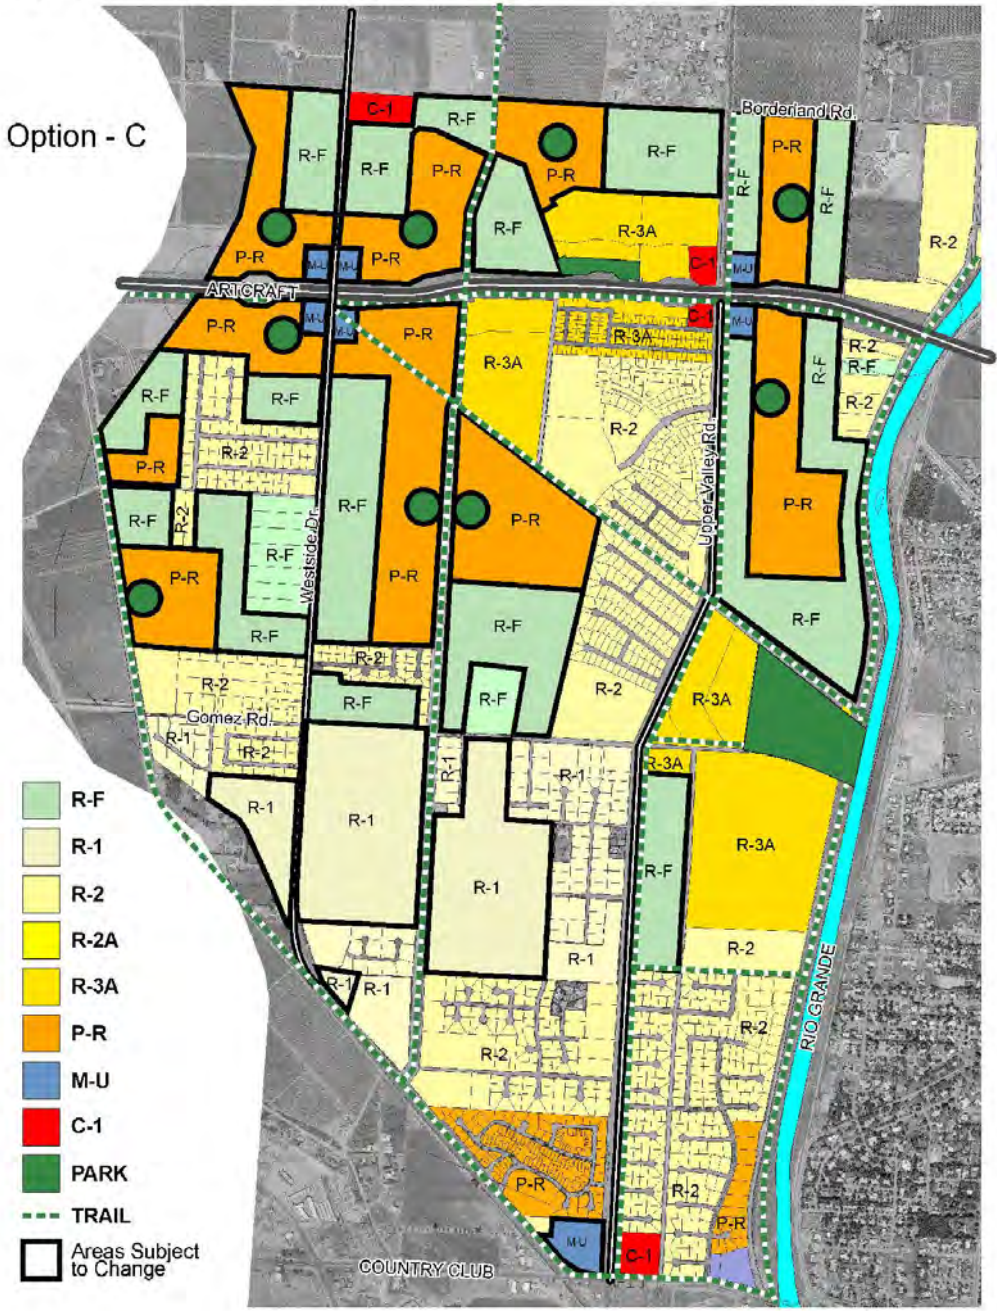 Option - C
Borderland Rd.
C-1
R-F
R-F
R-F
P-R
P-R
R-F
R-F
P-R
R-F
R-2
R-F
R-3A
P-R
P-R
C-1
M-U
M-U
M-U
ARTCRAFT
M-U
M-U
C-1
M-U
P-R
P-R
R-3A
R-3A
R-F
R-2
R-F
R-2
R-F
R-F
R-2
R-2
P-R
Upper Valley Rd.
R-F
R-2
R-F
P-R
P-R
Westside Dr.
R-F
P-R
P-R
R-F
R-F
R-F
R-2
R-2
R-F
R-F
R-2
R-3A
Gomez Rd.
R-1
R-2
R-1
R-1
R-3A
R-1
R-1
R-3A
R-1
R-F
R-2
R-1
R-1
R-1
RIO GRANDE
R-2
R-2
P-R
R-2
P-R
M-U
C-1
COUNTRY CLUB
R-F
R-1
R-2
R-2A
R-3A
P-R
M-U
C-1
PARK
TRAIL
Areas Subject
to Change